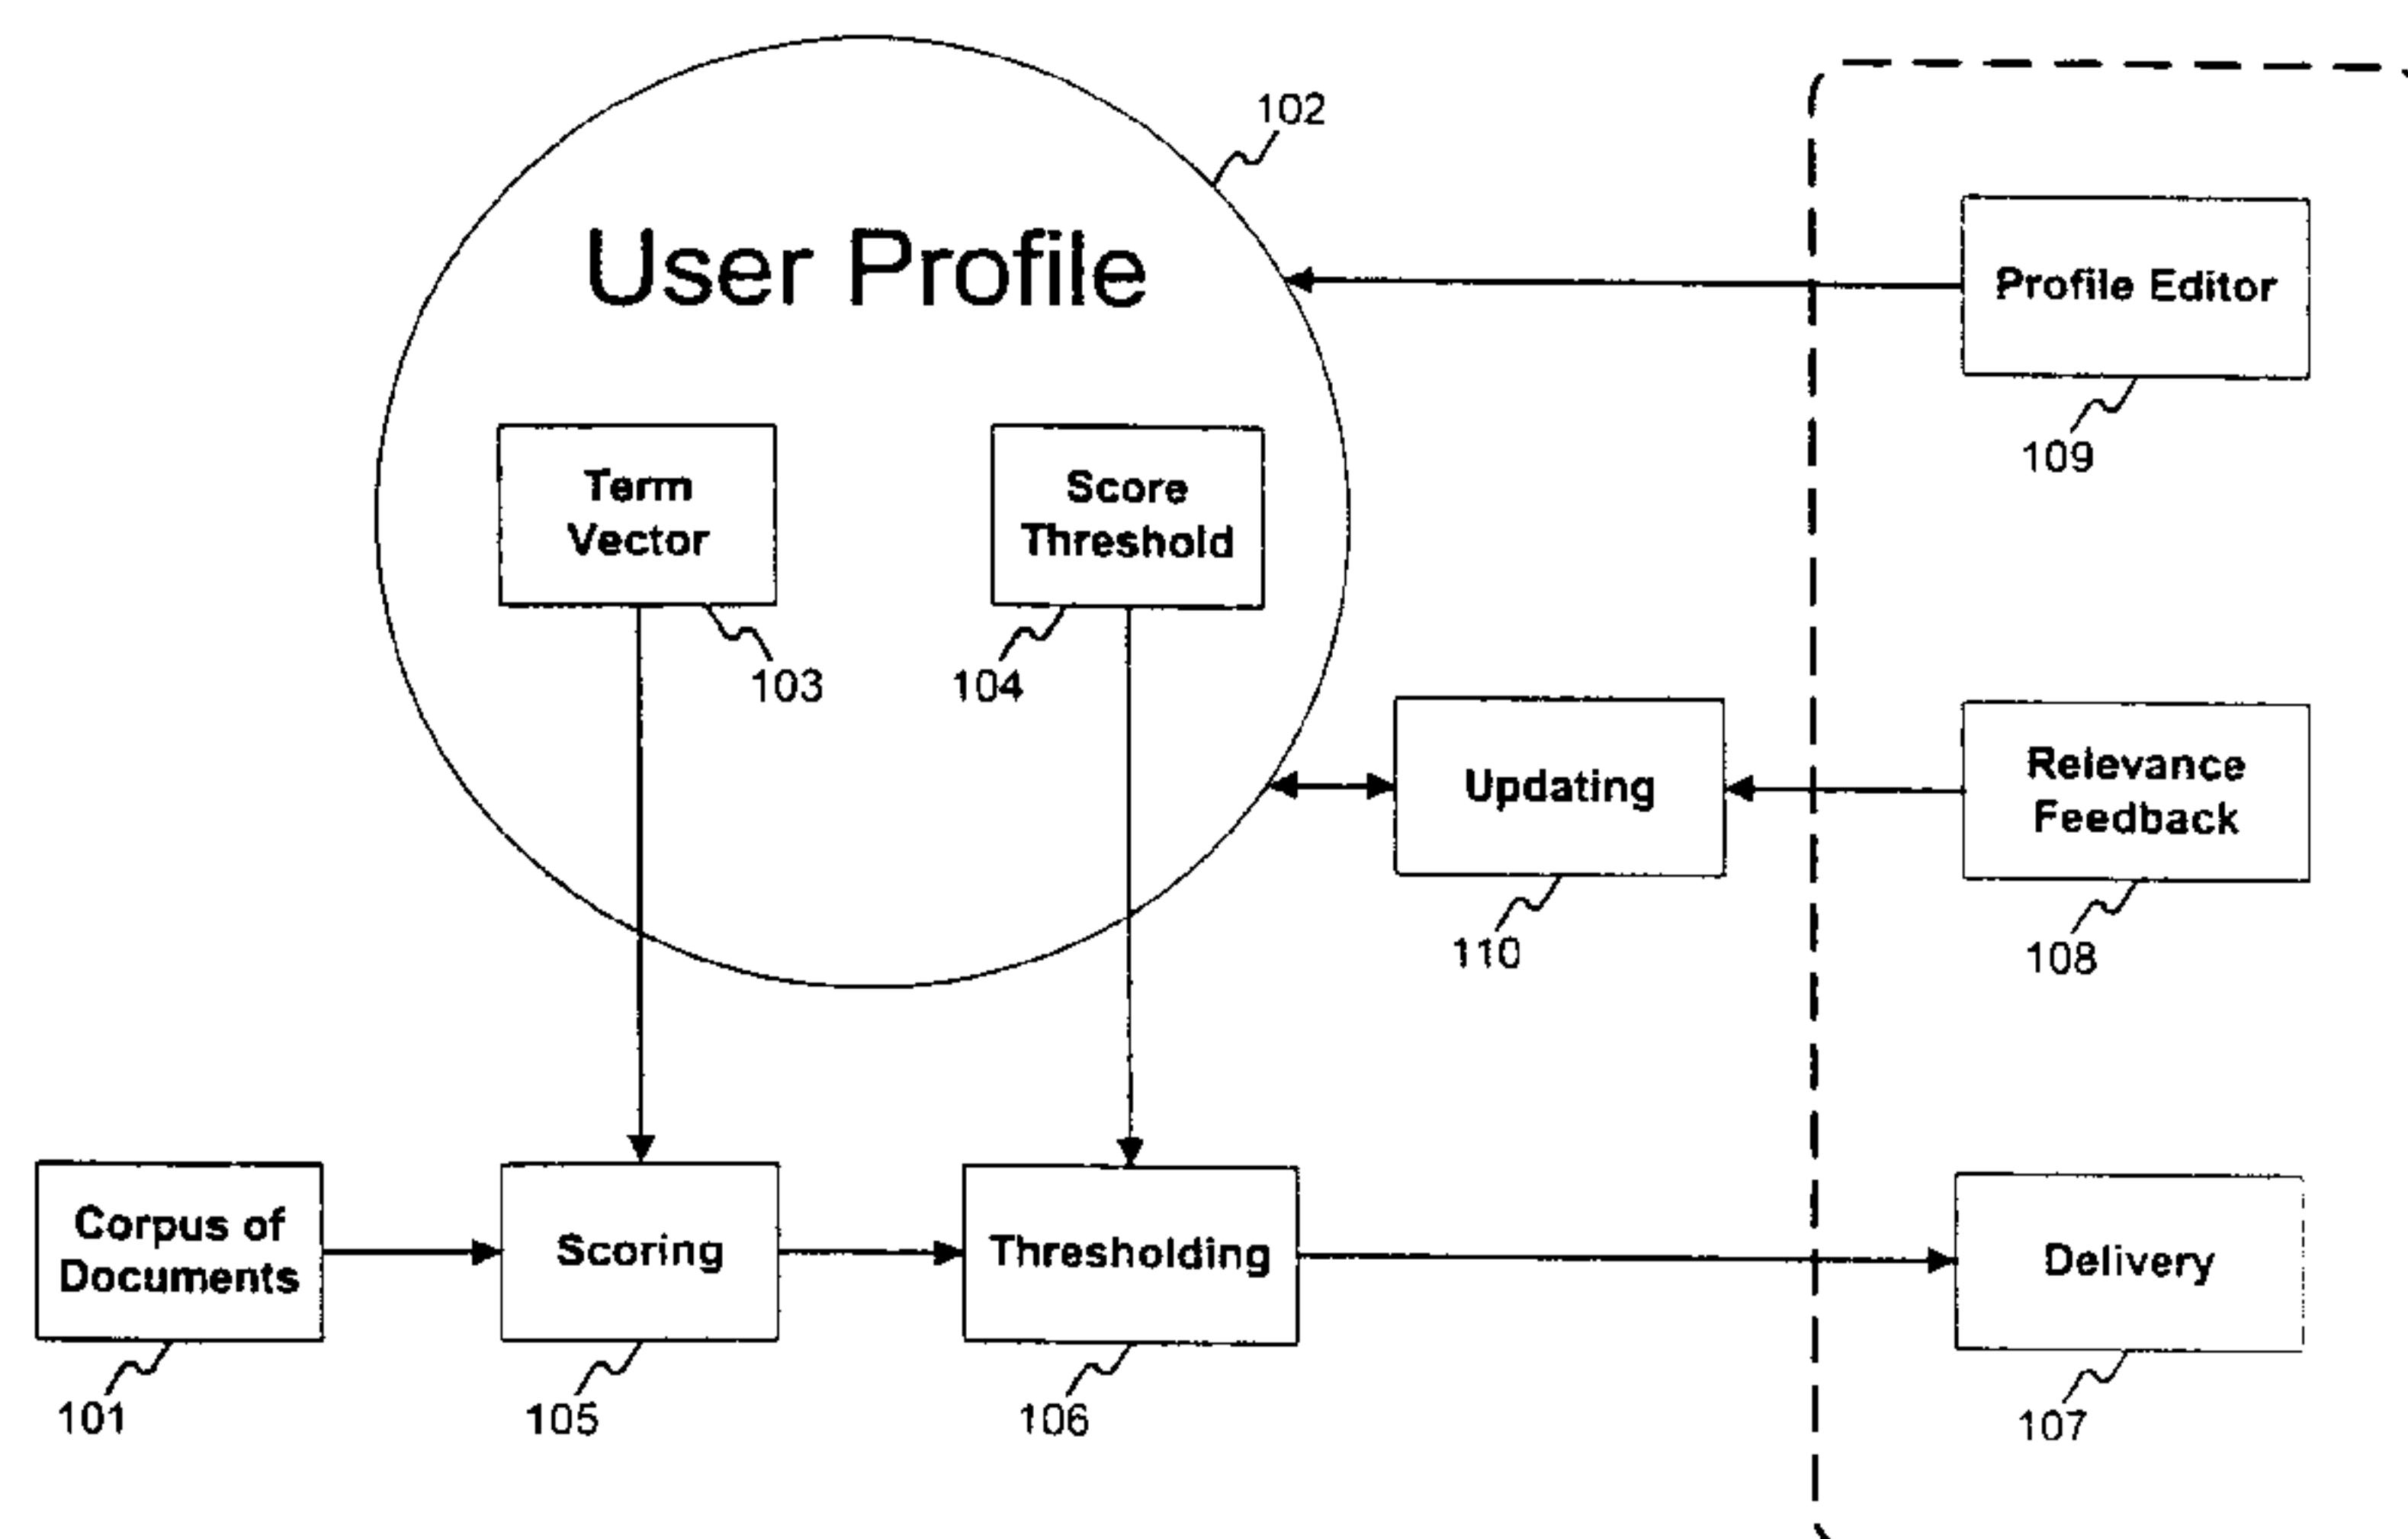 102
User Profile
Profile Editor
109
Term
Vector
103
Score
Threshold
104
Updating
110
Relevance
Feedback
108
Corpus of
Documents
101
Scoring
105
Thresholding
106
Delivery
107